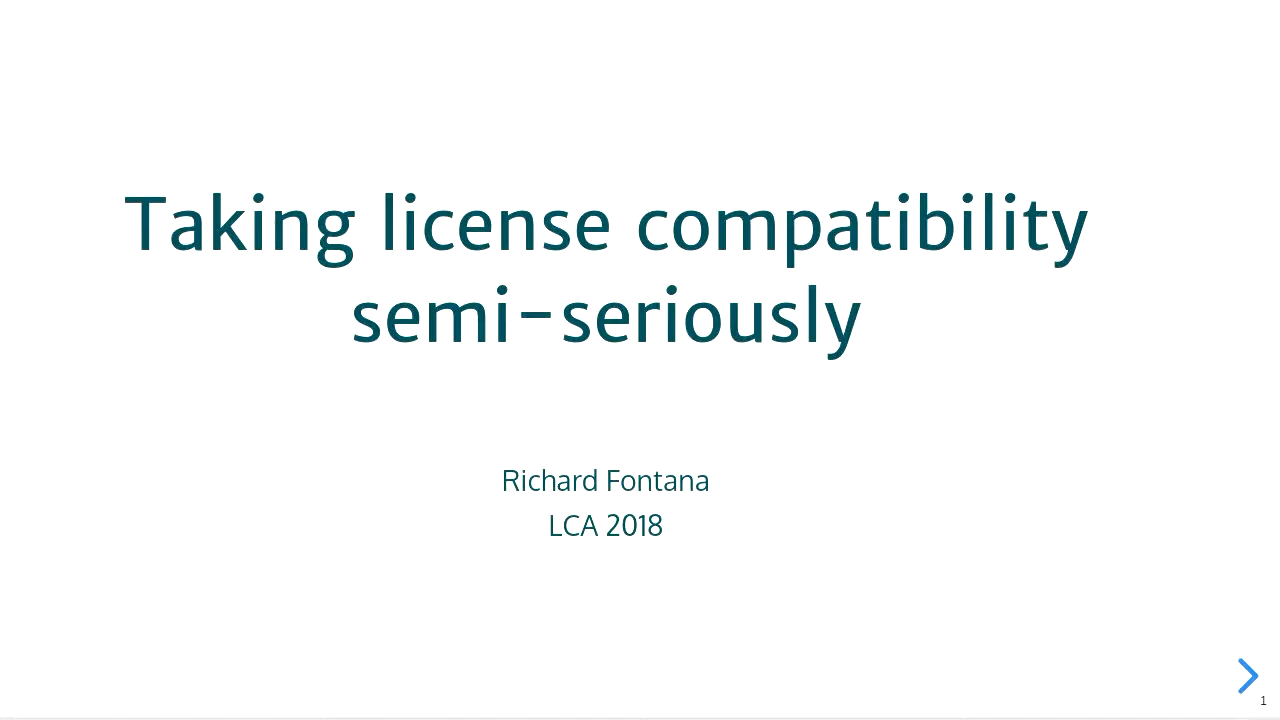 Taking license compatibility
semi-seriously
Richard Fontana
LCA 2018
1